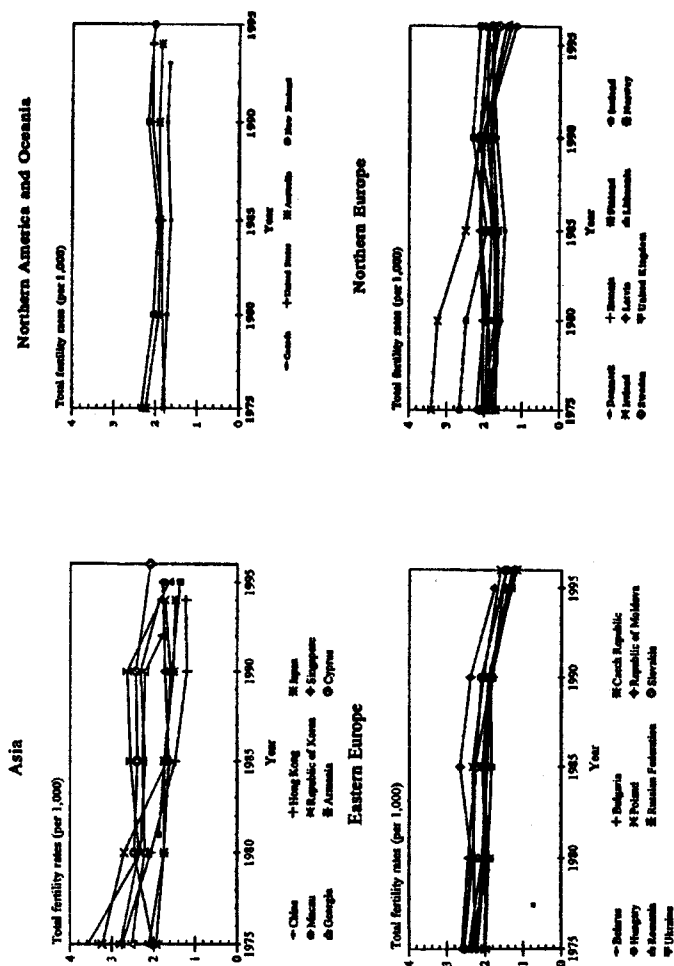 Asia
Total fertility rates (per 1,000)
4
3
2
1
0
1975
1980
1985
1990
1995
Year
China
Hong Kong
Japan
Macau
Republic of Korea
Singapore
Georgia
Armenia
Cyprus
Northern America and Oceania
Total fertility rates (per 1,000)
4
3
2
1
0
1975
1980
1985
1990
1995
Year
Canada
United States
Australia
New Zealand
Eastern Europe
Total fertility rates (per 1,000)
4
3
2
1
0
1975
1980
1985
1990
1995
Year
Belarus
Bulgaria
Czech Republic
Hungary
Poland
Republic of Moldova
Romania
Russian Federation
Slovakia
Ukraine
Northern Europe
Total fertility rates (per 1,000)
4
3
2
1
0
1975
1980
1985
1990
1995
Year
Denmark
Estonia
Finland
Iceland
Ireland
Latvia
Lithuania
Norway
Sweden
United Kingdom